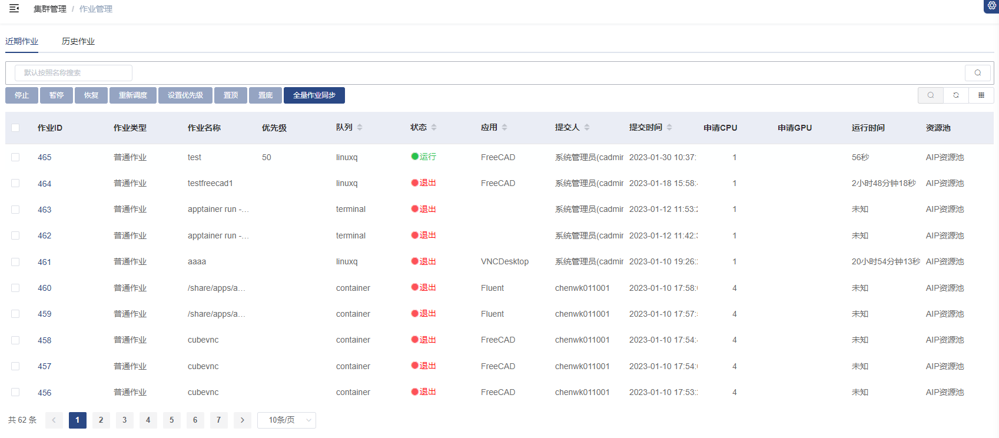 集群管理 / 作业管理
近期作业 历史作业
默认按照名称搜索
停止 暂停 恢复 重新调度 设置优先级 置顶 置底 全量作业同步
作业ID 作业类型 作业名称 优先级 队列 状态 应用 提交人 提交时间 申请CPU 申请GPU 运行时间 资源池
465 普通作业 test 50 linuxq 运行 FreeCAD 系统管理员(cadmir 2023-01-30 10:37: 1 56秒 AIP资源池
464 普通作业 testfreecad1 linuxq 退出 FreeCAD 系统管理员(cadmir 2023-01-18 15:58: 1 2小时48分钟18秒 AIP资源池
463 普通作业 apptainer run -... terminal 退出 系统管理员(cadmir 2023-01-12 11:53: 1 未知 AIP资源池
462 普通作业 apptainer run -... terminal 退出 系统管理员(cadmir 2023-01-12 11:42: 1 未知 AIP资源池
461 普通作业 aaaa linuxq 退出 VNCDesktop 系统管理员(cadmir 2023-01-10 19:26: 1 20小时54分钟13秒 AIP资源池
460 普通作业 /share/apps/a... container 退出 Fluent chenwk011001 2023-01-10 17:58: 4 未知 AIP资源池
459 普通作业 /share/apps/a... container 退出 Fluent chenwk011001 2023-01-10 17:57: 4 未知 AIP资源池
458 普通作业 cubevnc container 退出 FreeCAD chenwk011001 2023-01-10 17:54: 4 未知 AIP资源池
457 普通作业 cubevnc container 退出 FreeCAD chenwk011001 2023-01-10 17:54: 4 未知 AIP资源池
456 普通作业 cubevnc container 退出 FreeCAD chenwk011001 2023-01-10 17:53: 4 未知 AIP资源池
共 62 条 < 1 2 3 4 5 6 7 > 10条/页